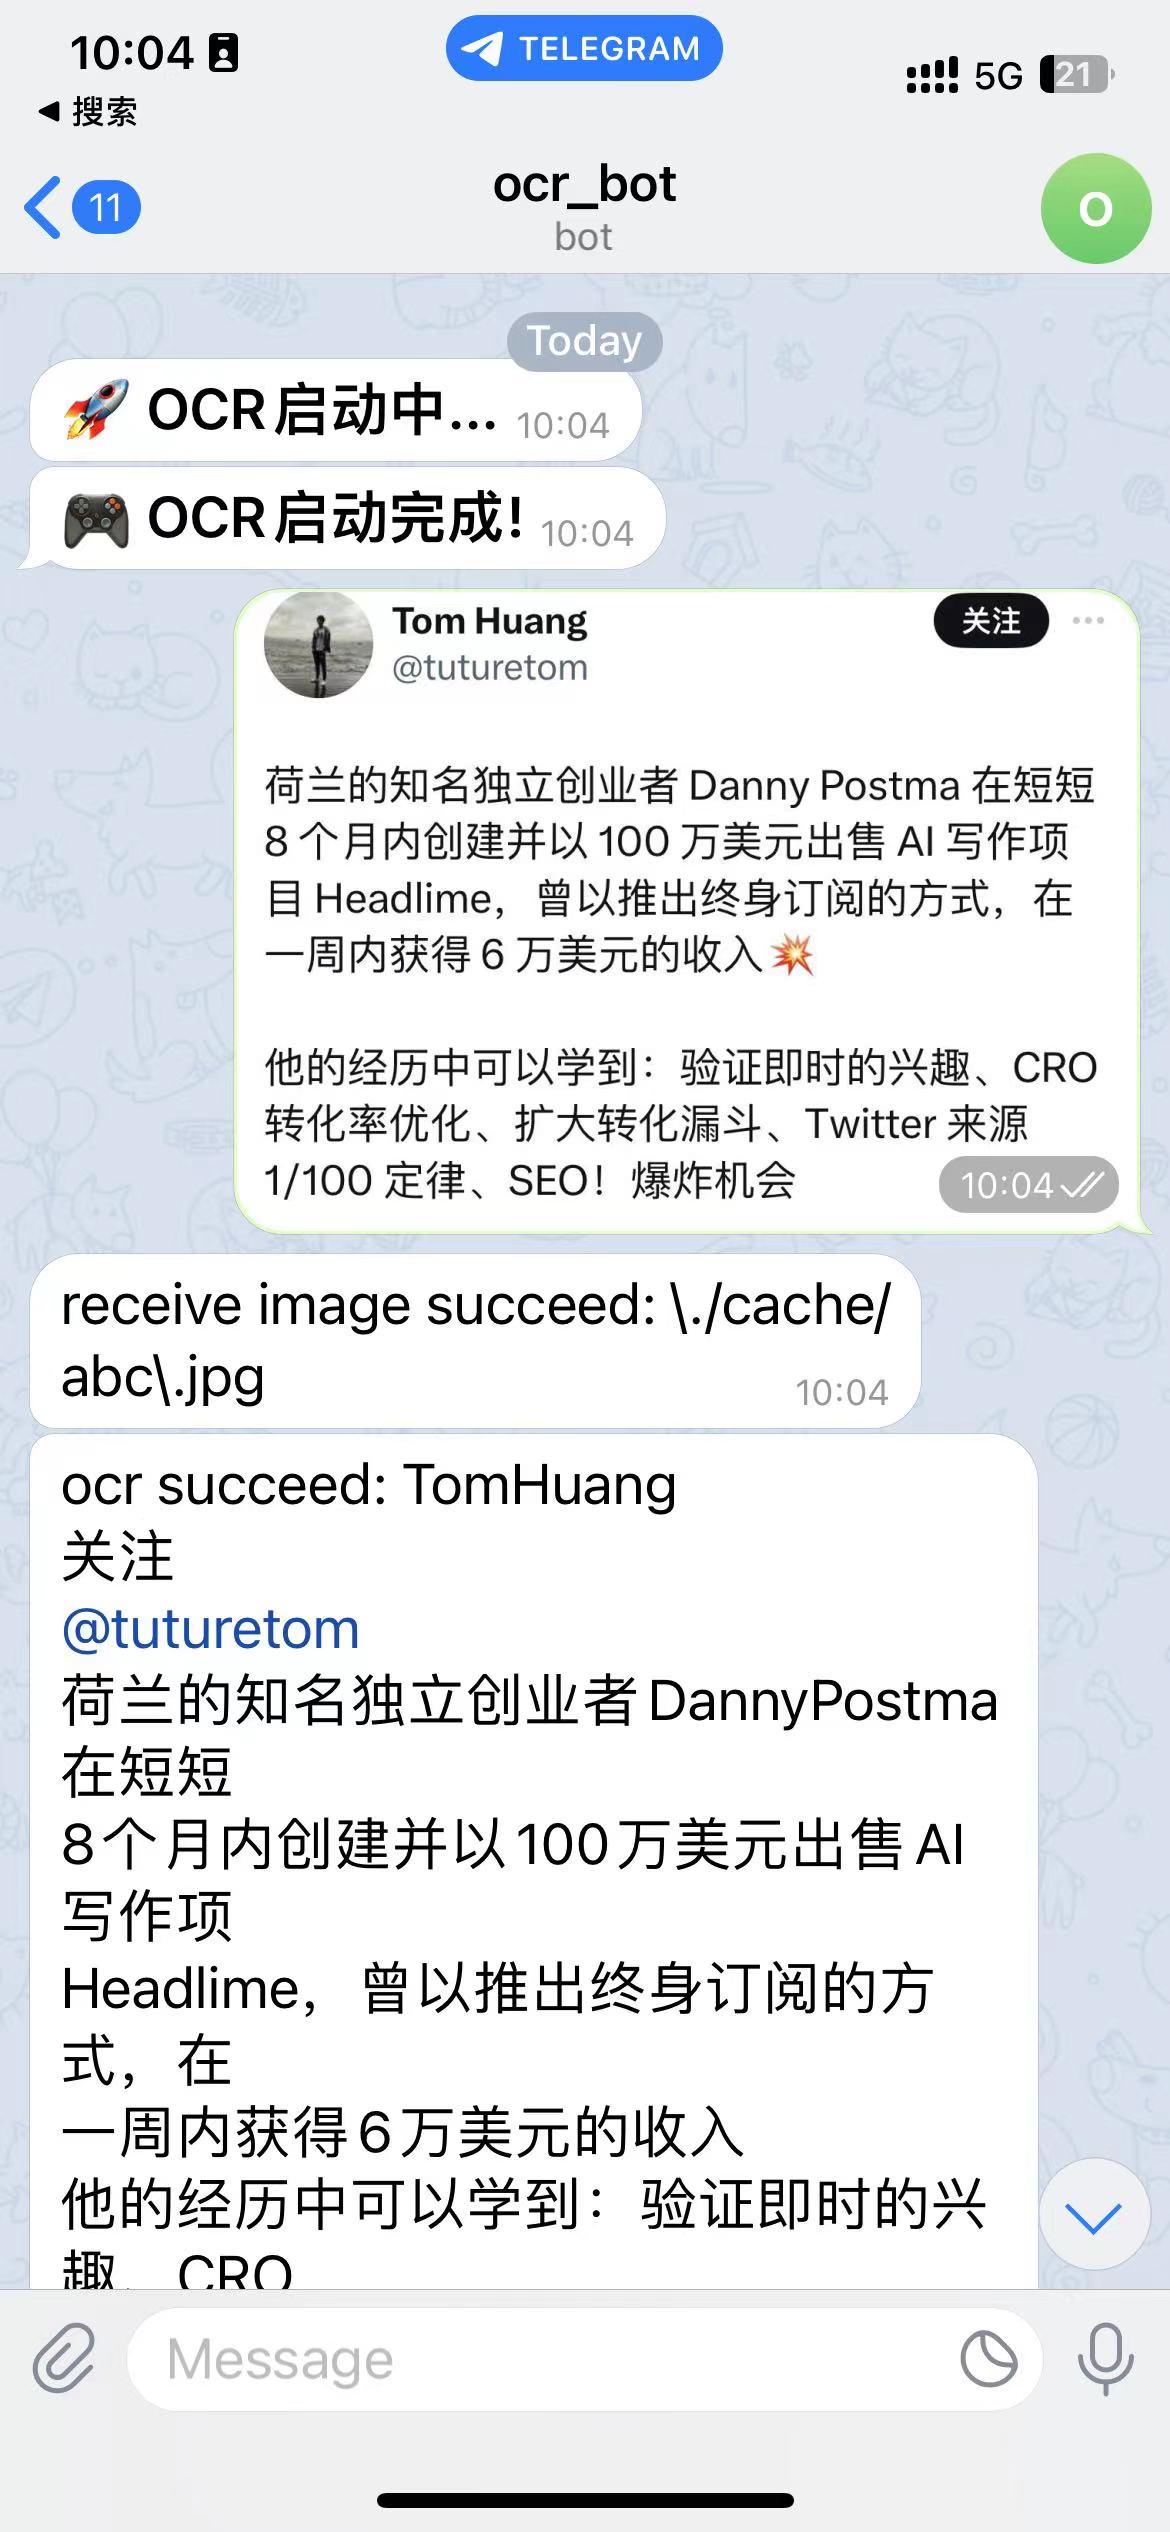 10:04
TELEGRAM
5G 21
搜索
11
ocr_bot
bot
O
Today
OCR启动中... 10:04
OCR启动完成! 10:04
Tom Huang
关注
@tuturetom
荷兰的知名独立创业者 Danny Postma 在短短
8 个月内创建并以 100 万美元出售 AI 写作项
目 Headlime，曾以推出终身订阅的方式，在
一周内获得 6 万美元的收入💥
他的经历中可以学到：验证即时的兴趣、CRO
转化率优化、扩大转化漏斗、Twitter 来源
1/100 定律、SEO！爆炸机会
10:04
receive image succeed: \./cache/
abc\.jpg
10:04
ocr succeed: TomHuang
关注
@tuturetom
荷兰的知名独立创业者DannyPostma
在短短
8个月内创建并以100万美元出售AI
写作项
Headlime，曾以推出终身订阅的方
式，在
一周内获得6万美元的收入
他的经历中可以学到：验证即时的兴
趣、CRO
Message